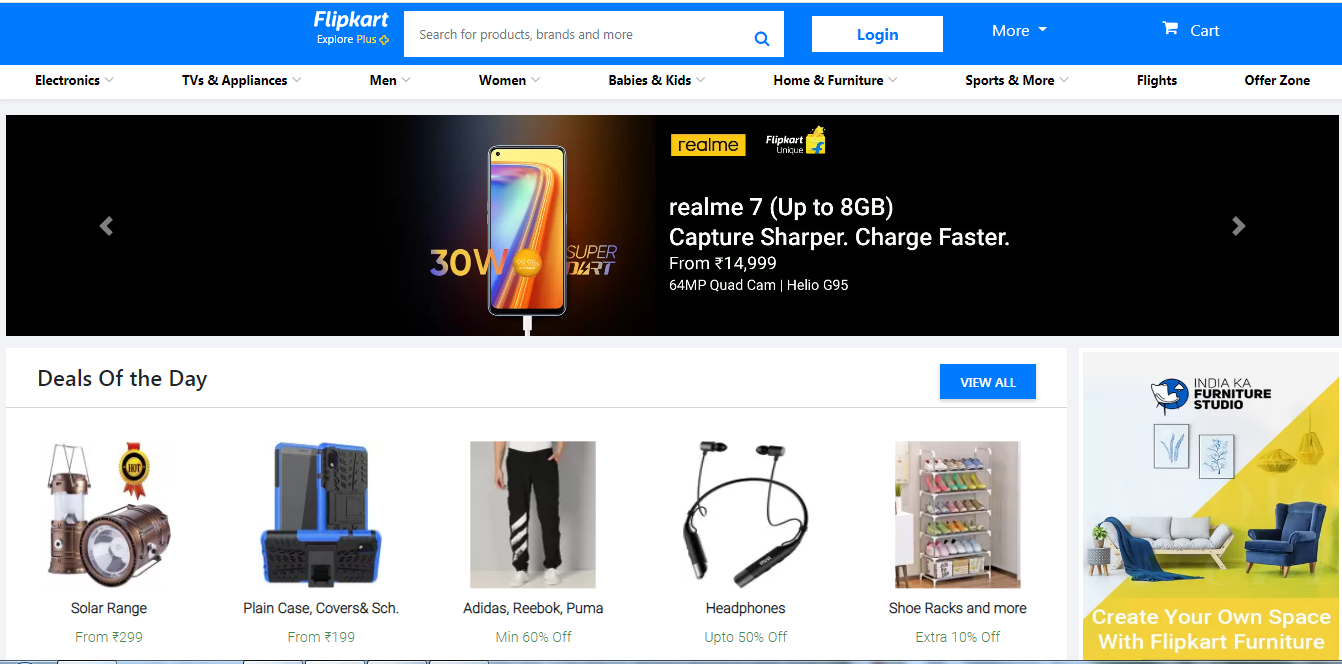 Flipkart
Explore Plus
Search for products, brands and more
Login
More
Cart
Electronics
TVs & Appliances
Men
Women
Babies & Kids
Home & Furniture
Sports & More
Flights
Offer Zone
realme
Flipkart
Unique
30W
SUPER
DART
realme 7 (Up to 8GB)
Capture Sharper. Charge Faster.
From ₹14,999
64MP Quad Cam | Helio G95
Deals Of the Day
VIEW ALL
HOT
Solar Range
From ₹299
Plain Case, Covers& Sch.
From ₹199
Adidas, Reebok, Puma
Min 60% Off
Headphones
Upto 50% Off
Shoe Racks and more
Extra 10% Off
INDIA KA
FURNITURE
STUDIO
Create Your Own Space
With Flipkart Furniture